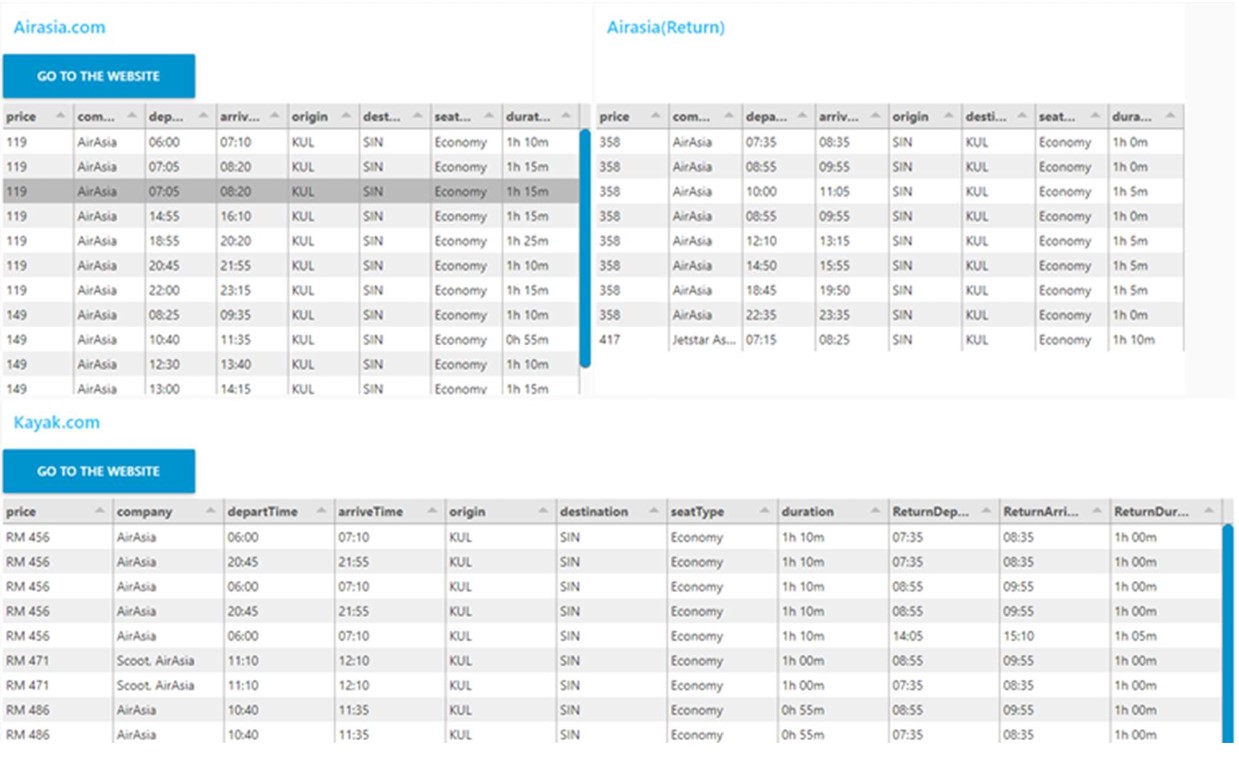 Airasia.com
GO TO THE WEBSITE
price com... dep... arriv... origin dest... seat... durat...
119 AirAsia 06:00 07:10 KUL SIN Economy 1h 10m
119 AirAsia 07:05 08:20 KUL SIN Economy 1h 15m
119 AirAsia 07:05 08:20 KUL SIN Economy 1h 15m
119 AirAsia 14:55 16:10 KUL SIN Economy 1h 15m
119 AirAsia 18:55 20:20 KUL SIN Economy 1h 25m
119 AirAsia 20:45 21:55 KUL SIN Economy 1h 10m
119 AirAsia 22:00 23:15 KUL SIN Economy 1h 15m
149 AirAsia 08:25 09:35 KUL SIN Economy 1h 10m
149 AirAsia 10:40 11:35 KUL SIN Economy 0h 55m
149 AirAsia 12:30 13:40 KUL SIN Economy 1h 10m
149 AirAsia 13:00 14:15 KUL SIN Economy 1h 15m
Airasia(Return)
price com... depa... arriv... origin desti... seat... dura...
358 AirAsia 07:35 08:35 SIN KUL Economy 1h 0m
358 AirAsia 08:55 09:55 SIN KUL Economy 1h 0m
358 AirAsia 10:00 11:05 SIN KUL Economy 1h 5m
358 AirAsia 08:55 09:55 SIN KUL Economy 1h 0m
358 AirAsia 12:10 13:15 SIN KUL Economy 1h 5m
358 AirAsia 14:50 15:55 SIN KUL Economy 1h 5m
358 AirAsia 18:45 19:50 SIN KUL Economy 1h 5m
358 AirAsia 22:35 23:35 SIN KUL Economy 1h 0m
417 Jetstar As... 07:15 08:25 SIN KUL Economy 1h 10m
Kayak.com
GO TO THE WEBSITE
price company departTime arriveTime origin destination seatType duration ReturnDep... ReturnArri... ReturnDur...
RM 456 AirAsia 06:00 07:10 KUL SIN Economy 1h 10m 07:35 08:35 1h 00m
RM 456 AirAsia 20:45 21:55 KUL SIN Economy 1h 10m 07:35 08:35 1h 00m
RM 456 AirAsia 06:00 07:10 KUL SIN Economy 1h 10m 08:55 09:55 1h 00m
RM 456 AirAsia 20:45 21:55 KUL SIN Economy 1h 10m 08:55 09:55 1h 00m
RM 456 AirAsia 06:00 07:10 KUL SIN Economy 1h 10m 14:05 15:10 1h 05m
RM 471 Scoot, AirAsia 11:10 12:10 KUL SIN Economy 1h 00m 08:55 09:55 1h 00m
RM 471 Scoot, AirAsia 11:10 12:10 KUL SIN Economy 1h 00m 07:35 08:35 1h 00m
RM 486 AirAsia 10:40 11:35 KUL SIN Economy 0h 55m 08:55 09:55 1h 00m
RM 486 AirAsia 10:40 11:35 KUL SIN Economy 0h 55m 07:35 08:35 1h 00m